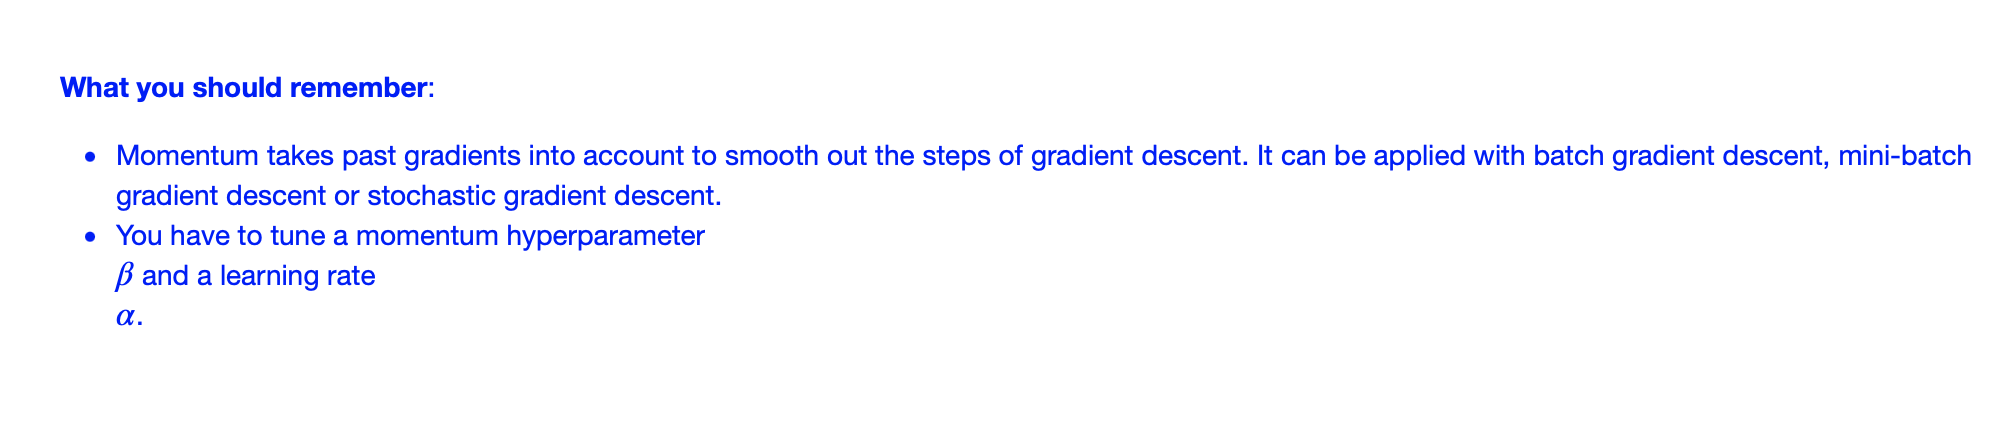 What you should remember:
• Momentum takes past gradients into account to smooth out the steps of gradient descent. It can be applied with batch gradient descent, mini-batch
gradient descent or stochastic gradient descent.
• You have to tune a momentum hyperparameter
β and a learning rate
α.